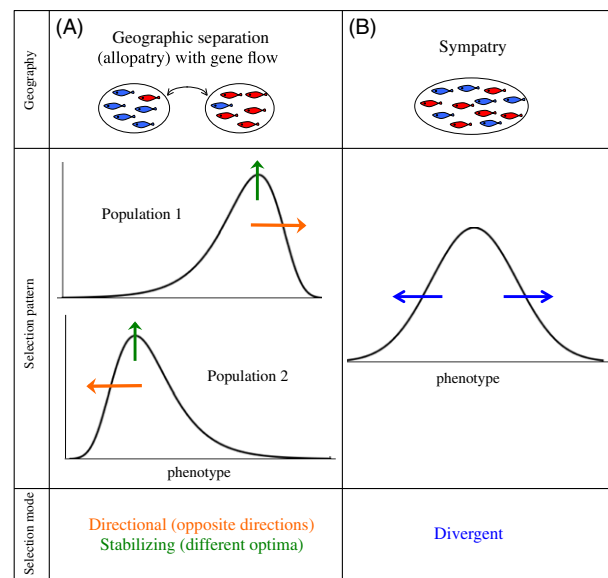 (A)
Geographic separation
(allopatry) with gene flow
(B)
Sympatry
Geography
Selection pattern
Population 1
Population 2
phenotype
phenotype
Selection mode
Directional (opposite directions)
Stabilizing (different optima)
Divergent